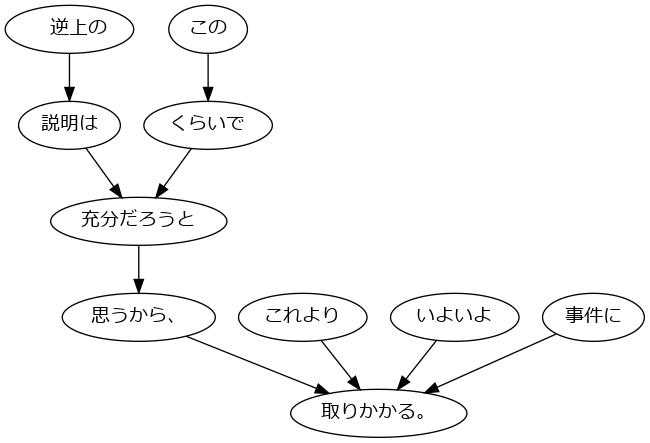 逆上の
この
説明は
くらいで
充分だろうと
思うから、
これより
いよいよ
事件に
取りかかる。